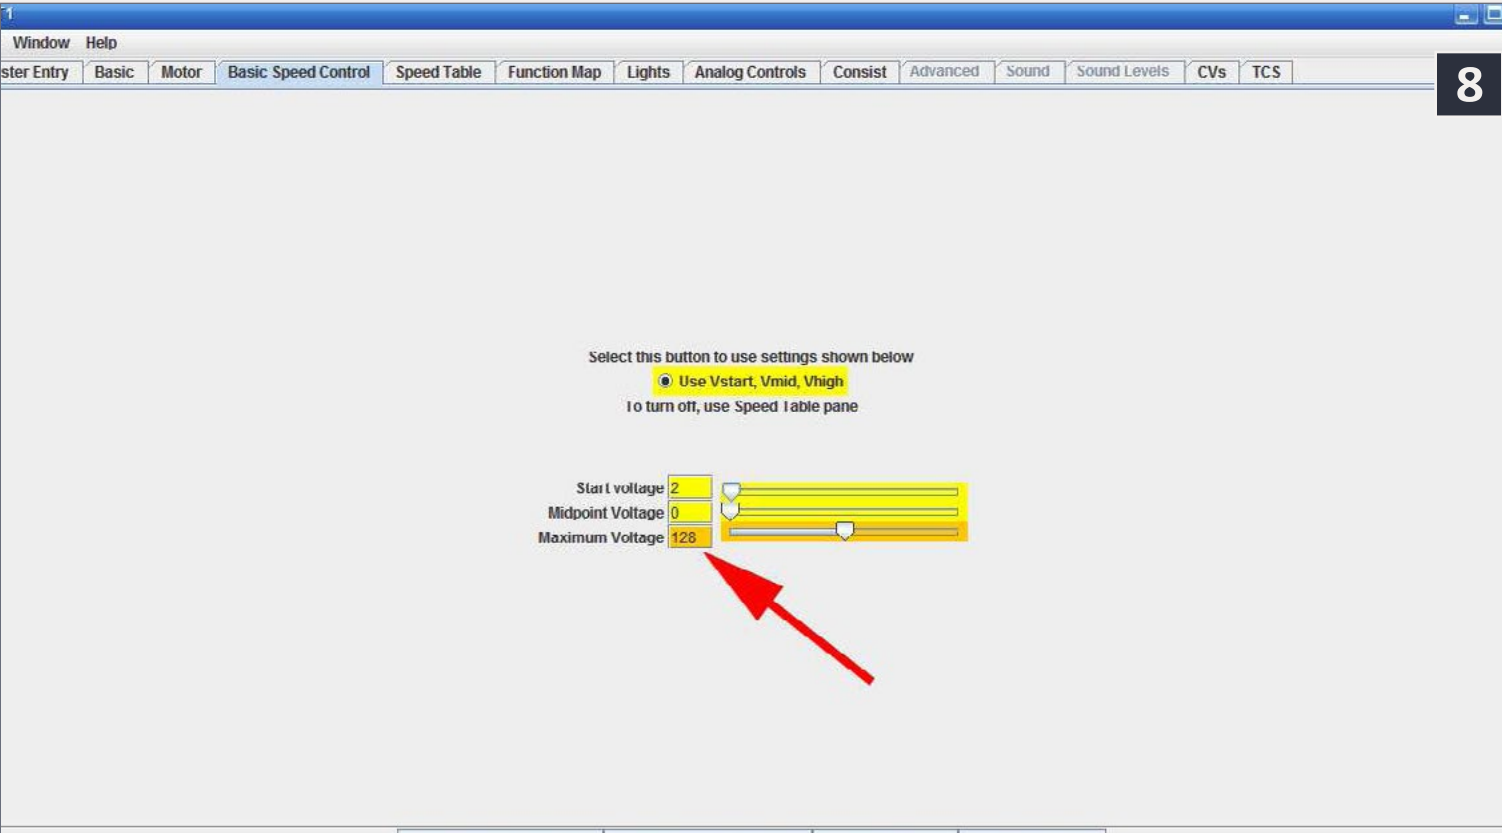 Window Help
ster Entry Basic Motor Basic Speed Control Speed Table Function Map Lights Analog Controls Consist Advanced Sound Sound Levels CVs TCS
8
Select this button to use settings shown below
Use Vstart, Vmid, Vhigh
To turn off, use Speed Table pane
Start voltage 2
Midpoint Voltage 0
Maximum Voltage 128